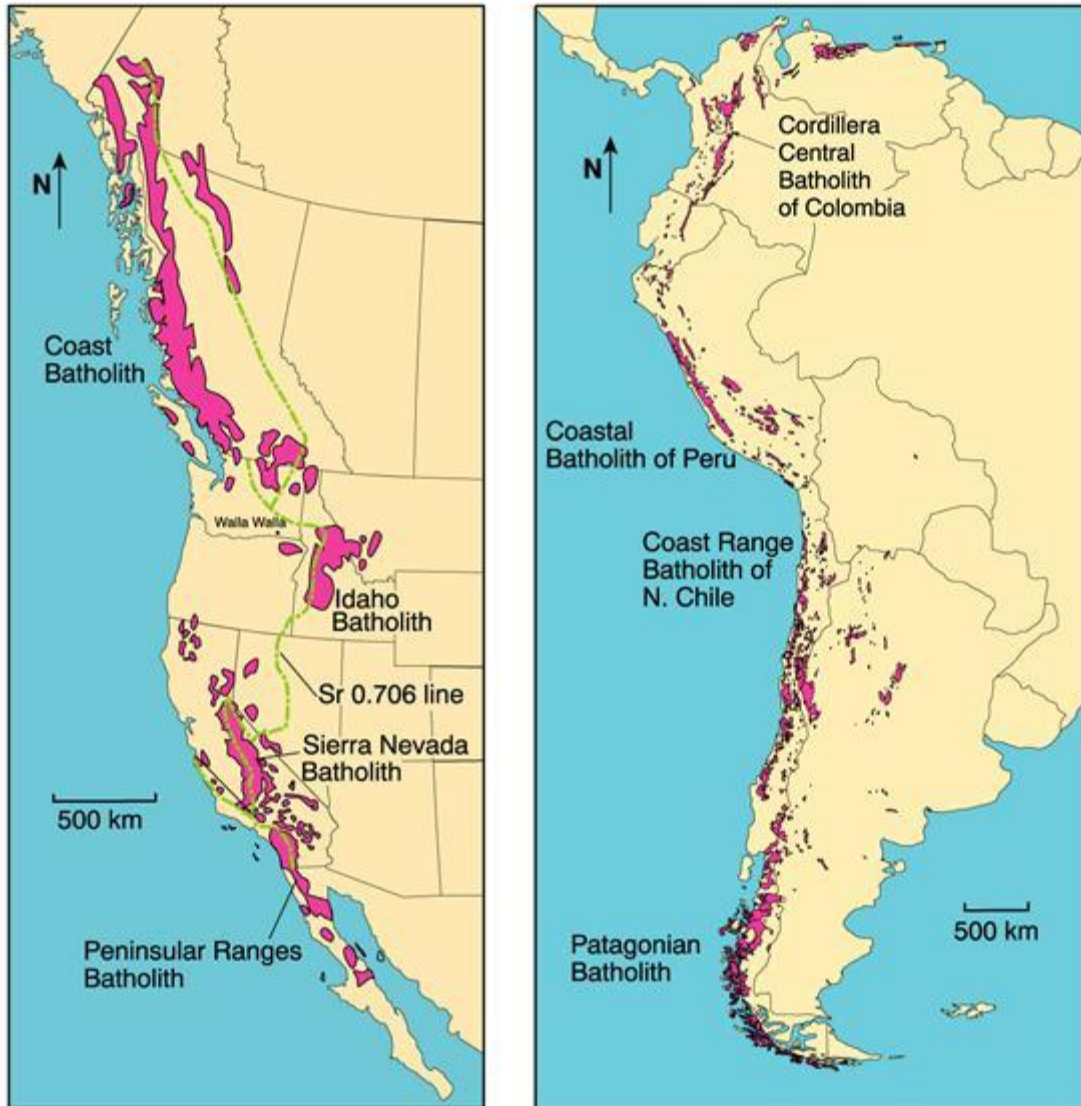 N
Coast
Batholith
Walla Walla
Idaho
Batholith
Sr 0.706 line
Sierra Nevada
Batholith
500 km
Peninsular Ranges
Batholith
N
Cordillera
Central
Batholith
of Colombia
Coastal
Batholith of Peru
Coast Range
Batholith of
N. Chile
Patagonian
Batholith
500 km